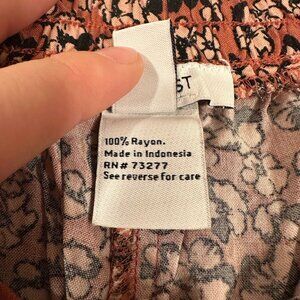 ST
100% Rayon.
Made in Indonesia
RN# 73277
See reverse for care